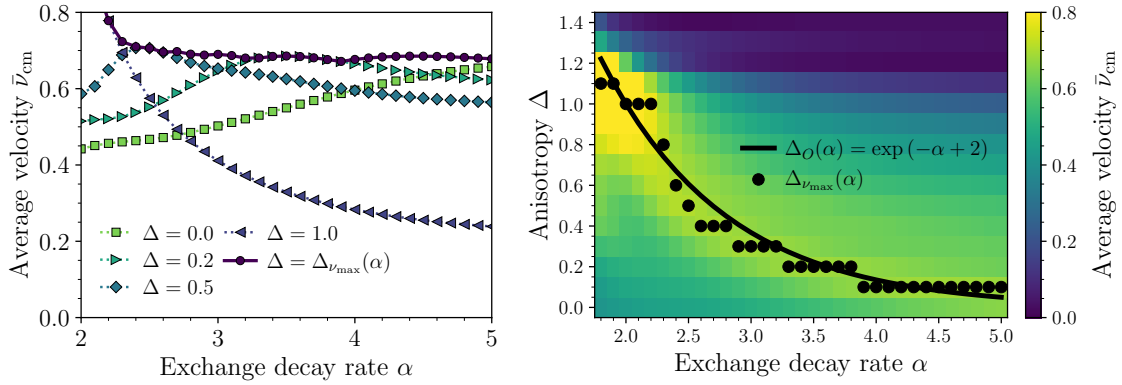 Average velocity ν̄cm
0.8
0.6
0.4
0.2
0.0
Δ = 0.0
Δ = 0.2
Δ = 0.5
Δ = 1.0
Δ = Δνmax(α)
2 3 4 5
Exchange decay rate α
Anisotropy Δ
1.4
1.2
1.0
0.8
0.6
0.4
0.2
0.0
ΔO(α) = exp (−α + 2)
Δνmax(α)
2.0 2.5 3.0 3.5 4.0 4.5 5.0
Exchange decay rate α
0.8
0.6
0.4
0.2
0.0
Average velocity ν̄cm